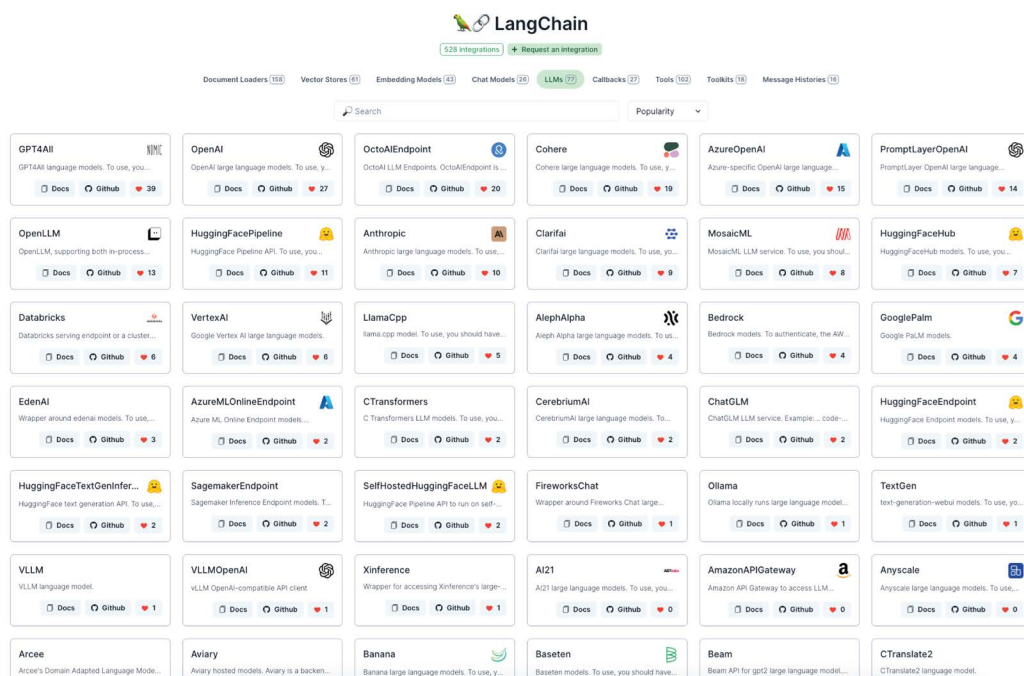 LangChain
528 integrations + Request an integration
Document Loaders 158 Vector Stores 61 Embedding Models 43 Chat Models 26 LLMs 77 Callbacks 27 Tools 102 Toolkits 18 Message Histories 16
Search Popularity
GPT4All NOMIC OpenAI OctoAIEndpoint Cohere AzureOpenAI PromptLayerOpenAI
GPT4All language models. To use, you... OpenAI large language models. To use, y... OctoAI LLM Endpoints. OctoAIEndpoint is ... Cohere large language models. To use, y... Azure-specific OpenAI large language... PromptLayer OpenAI large language...
Docs Github 39 Docs Github 27 Docs Github 20 Docs Github 19 Docs Github 15 Docs Github 14
OpenLLM HuggingFacePipeline Anthropic Clarifai MosaicML HuggingFaceHub
OpenLLM, supporting both in-process... HuggingFace Pipeline API. To use, you... Anthropic large language models. To use,... Clarifai large language models. To use, yo... MosaicML LLM service. To use, you shoul... HuggingFaceHub models. To use, you...
Docs Github 13 Docs Github 11 Docs Github 10 Docs Github 9 Docs Github 8 Docs Github 7
Databricks VertexAI LlamaCpp AlephAlpha Bedrock GooglePalm
Databricks serving endpoint or a cluster... Google Vertex AI large language models. llama.cpp model. To use, you should have... Aleph Alpha large language models. To us... Bedrock models. To authenticate, the AW... Google PaLM models.
Docs Github 6 Docs Github 6 Docs Github 5 Docs Github 4 Docs Github 4 Docs Github 4
EdenAI AzureMLOnlineEndpoint CTransformers CerebriumAI ChatGLM HuggingFaceEndpoint
Wrapper around edenai models. To use,... Azure ML Online Endpoint models.... C Transformers LLM models. To use, you... CerebriumAI large language models. To... ChatGLM LLM service. Example: .. code-... HuggingFace Endpoint models. To use, y...
Docs Github 3 Docs Github 2 Docs Github 2 Docs Github 2 Docs Github 2 Docs Github 2
HuggingFaceTextGenInfer... SagemakerEndpoint SelfHostedHuggingFaceLLM FireworksChat Ollama TextGen
HuggingFace text generation API. To use,... Sagemaker Inference Endpoint models. T... HuggingFace Pipeline API to run on self-... Wrapper around Fireworks Chat large... Ollama locally runs large language model... text-generation-webui models. To use, yo...
Docs Github 2 Docs Github 2 Docs Github 2 Docs Github 1 Docs Github 1 Docs Github 1
VLLM VLLMOpenAI Xinference AI21 AmazonAPIGateway Anyscale
VLLM language model. vLLM OpenAI-compatible API client Wrapper for accessing Xinference's large-... AI21 large language models. To use, you... Amazon API Gateway to access LLM... Anyscale large language models. To use,...
Docs Github 1 Docs Github 1 Docs Github 1 Docs Github 0 Docs Github 0 Docs Github 0
Arcee Aviary Banana Baseten Beam CTranslate2
Arcee's Domain Adapted Language Mode... Aviary hosted models. Aviary is a backen... Banana large language models. To use, y... Baseten models. To use, you should have... Beam API for gpt2 large language model.... CTranslate2 language model.